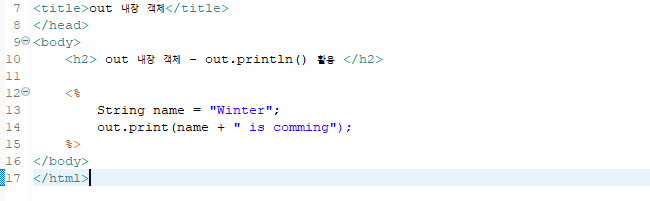 7 <title>out 내장 객체</title>
8 </head>
9 <body>
10 <h2> out 내장 객체 - out.println() 활용 </h2>
11
12 <%
13 String name = "Winter";
14 out.print(name + " is comming");
15 %>
16 </body>
17 </html>